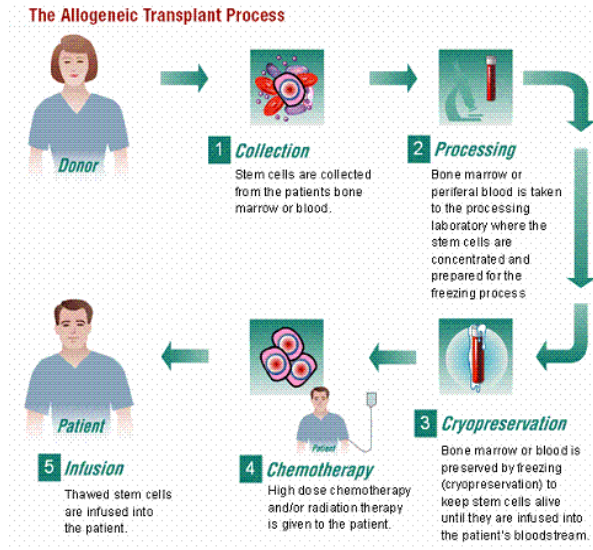 The Allogeneic Transplant Process
Donor
1 Collection
Stem cells are collected
from the patients bone
marrow or blood.
2 Processing
Bone marrow or
periferal blood is taken
to the processing
laboratory where the
stem cells are
concentrated and
prepared for the
freezing process
3 Cryopreservation
Bone marrow or blood is
preserved by freezing
(cryopreservation) to
keep stem cells alive
until they are infused into
the patient's bloodstream.
Patient
4 Chemotherapy
High dose chemotherapy
and/or radiation therapy
is given to the patient.
Patient
5 Infusion
Thawed stem cells
are infused into
the patient.